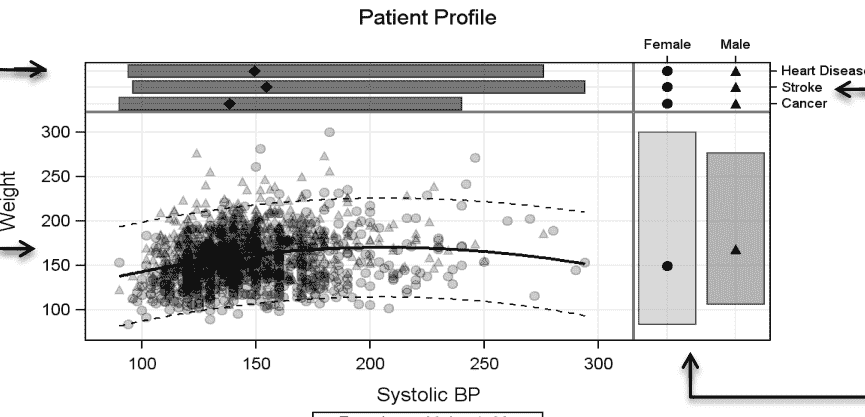 Patient Profile
Female Male
Heart Disease
Stroke
Cancer
300
250
200
150
100
Weight
100 150 200 250 300
Systolic BP